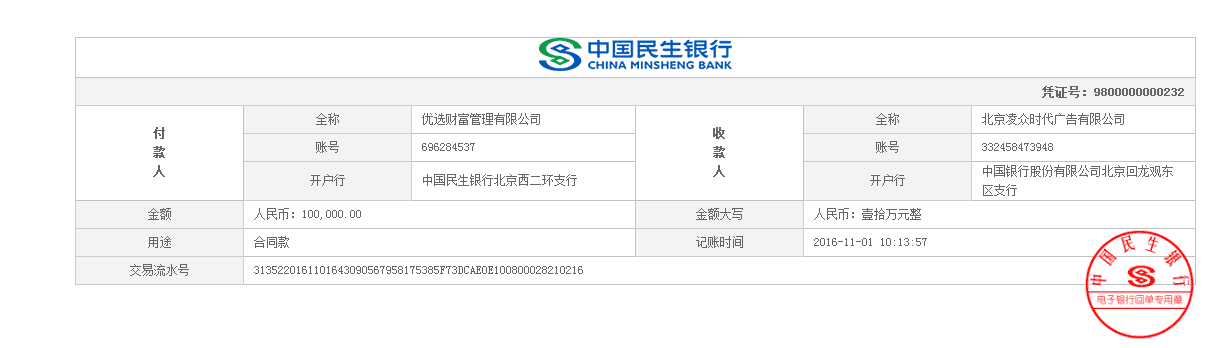 中国民生银行
CHINA MINSHENG BANK
凭证号：9800000000232
付款人
全称 优选财富管理有限公司
账号 696284537
开户行 中国民生银行北京西二环支行
收款人
全称 北京凌众时代广告有限公司
账号 332458473948
开户行 中国银行股份有限公司北京回龙观东
区支行
金额 人民币：100,000.00 金额大写 人民币：壹拾万元整
用途 合同款 记账时间 2016-11-01 10:13:57
交易流水号 3135220161101643090567958175385F73DCAE0E100800028210216
中国民生银行
电子银行回单专用章